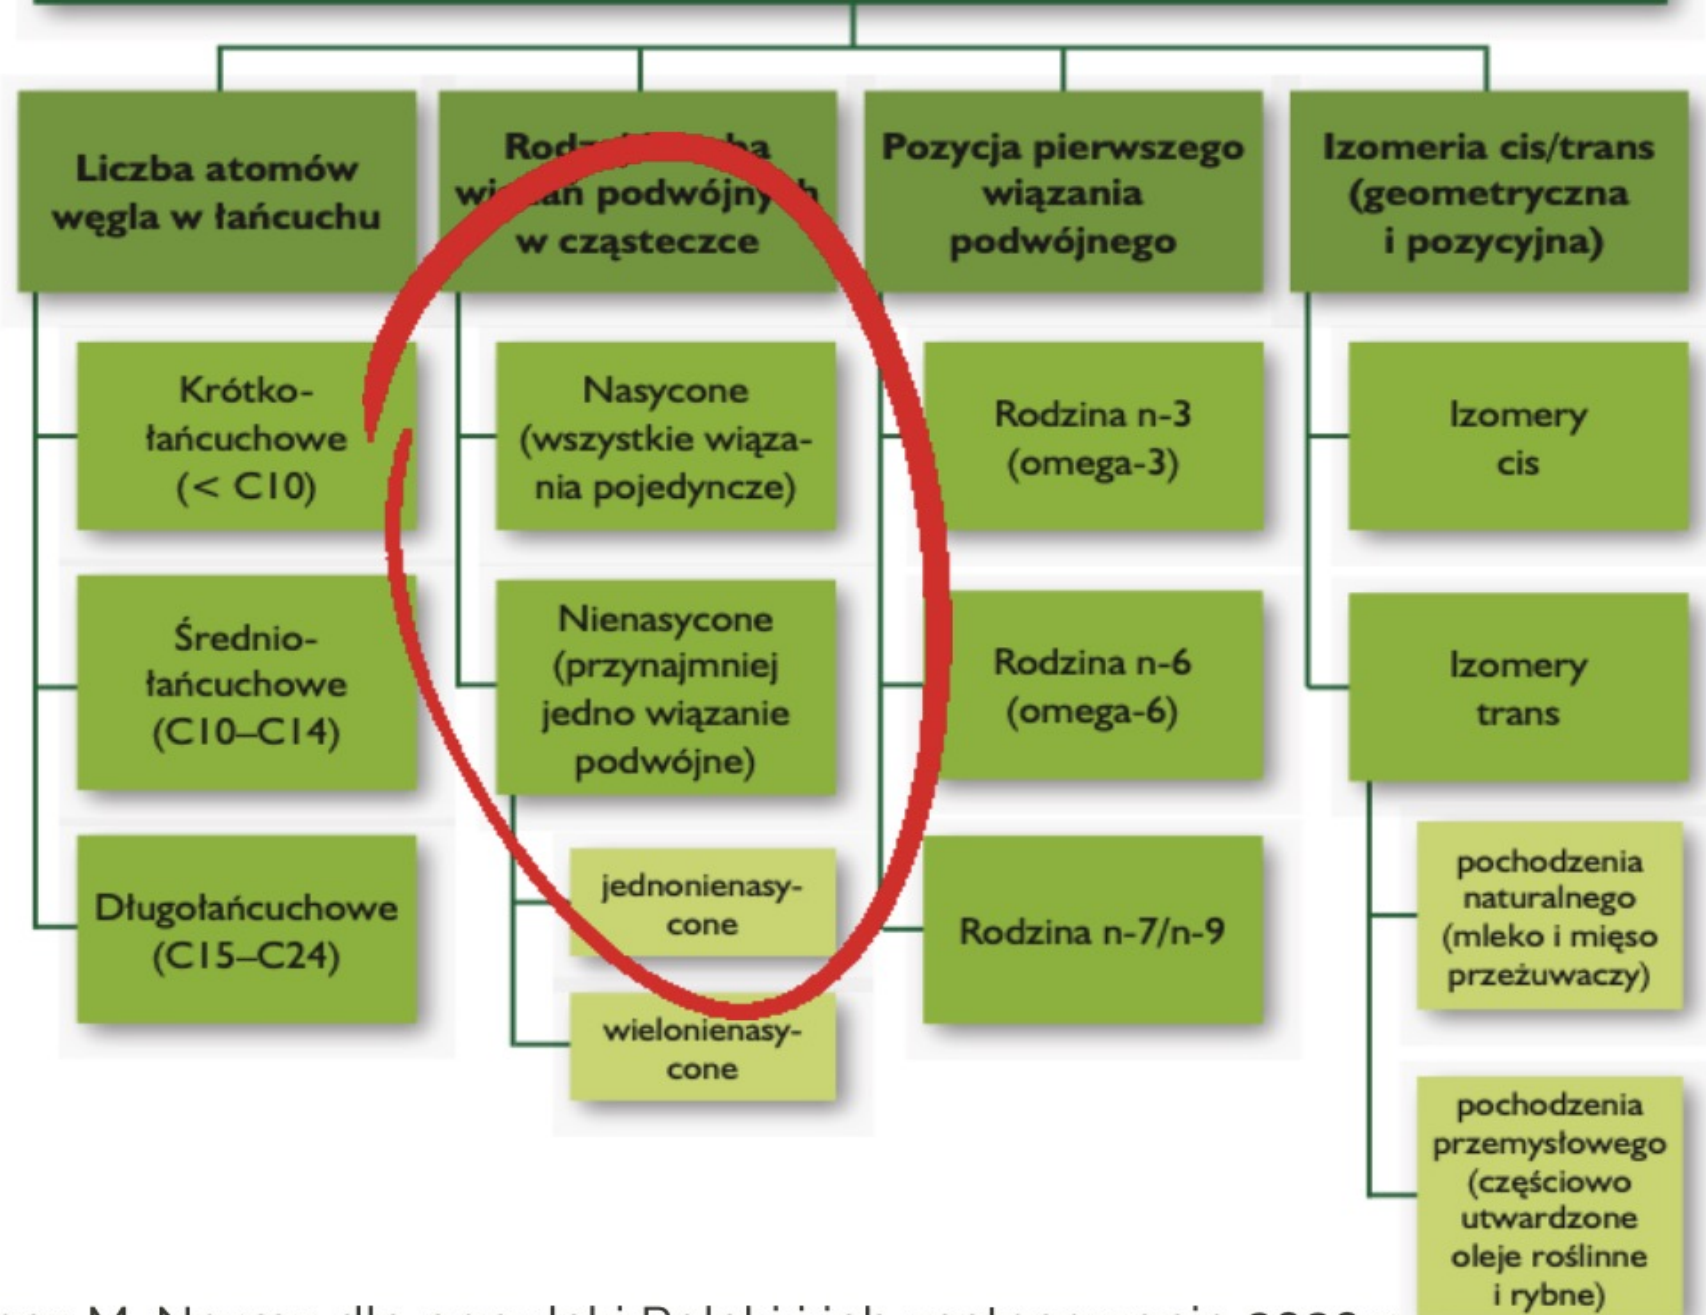 Liczba atomów
węgla w łańcuchu
Krótko-
łańcuchowe
(< C10)
Średnio-
łańcuchowe
(C10–C14)
Długołańcuchowe
(C15–C24)
podwójnych
w cząsteczce
Nasycone
(wszystkie wiąza-
nia pojedyncze)
Nienasycone
(przynajmniej
jedno wiązanie
podwójne)
jednonienasy-
cone
wielonienasy-
cone
Pozycja pierwszego
wiązania
podwójnego
Rodzina n-3
(omega-3)
Rodzina n-6
(omega-6)
Rodzina n-7/n-9
Izomeria cis/trans
(geometryczna
i pozycyjna)
Izomery
cis
Izomery
trans
pochodzenia
naturalnego
(mleko i mięso
przeżuwaczy)
pochodzenia
przemysłowego
(częściowo
utwardzone
oleje roślinne
i rybne)